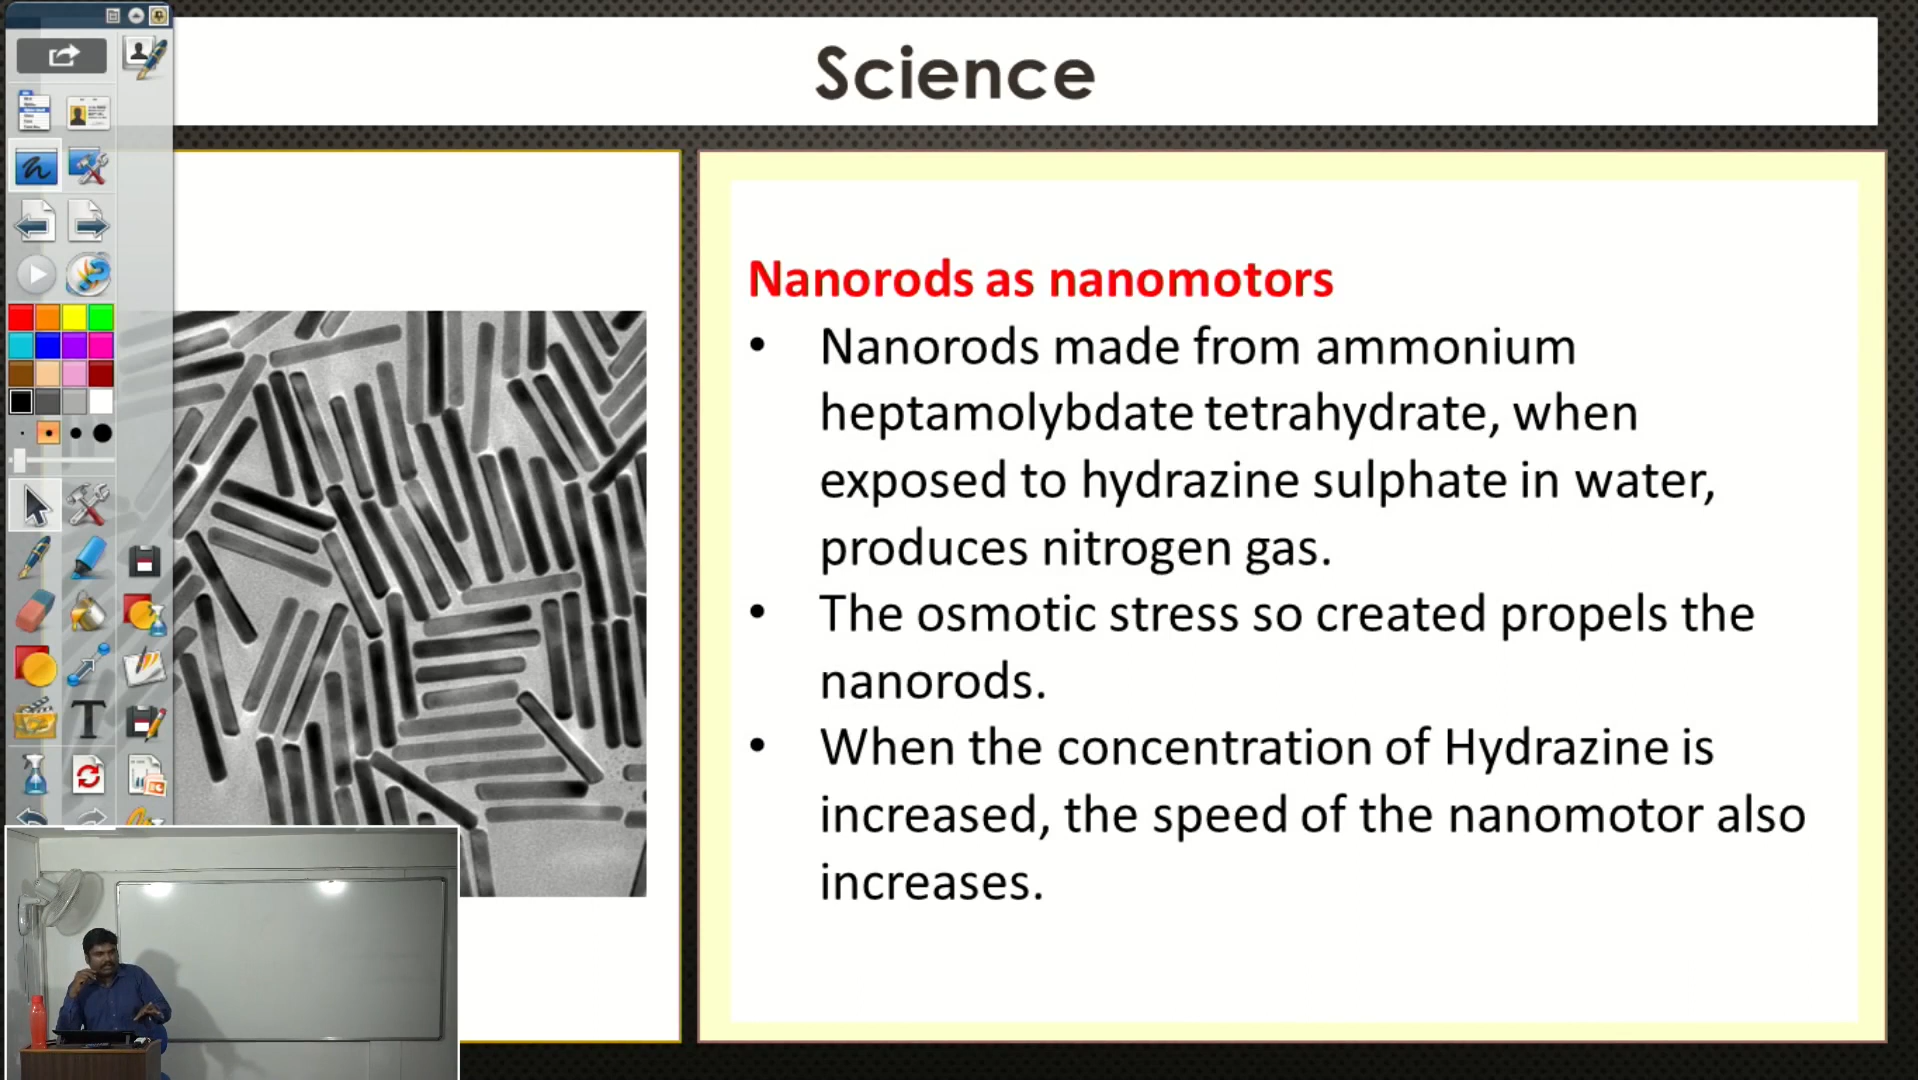 Science
Nanorods as nanomotors
• Nanorods made from ammonium
heptamolybdate tetrahydrate, when
exposed to hydrazine sulphate in water,
produces nitrogen gas.
• The osmotic stress so created propels the
nanorods.
• When the concentration of Hydrazine is
increased, the speed of the nanomotor also
increases.
T